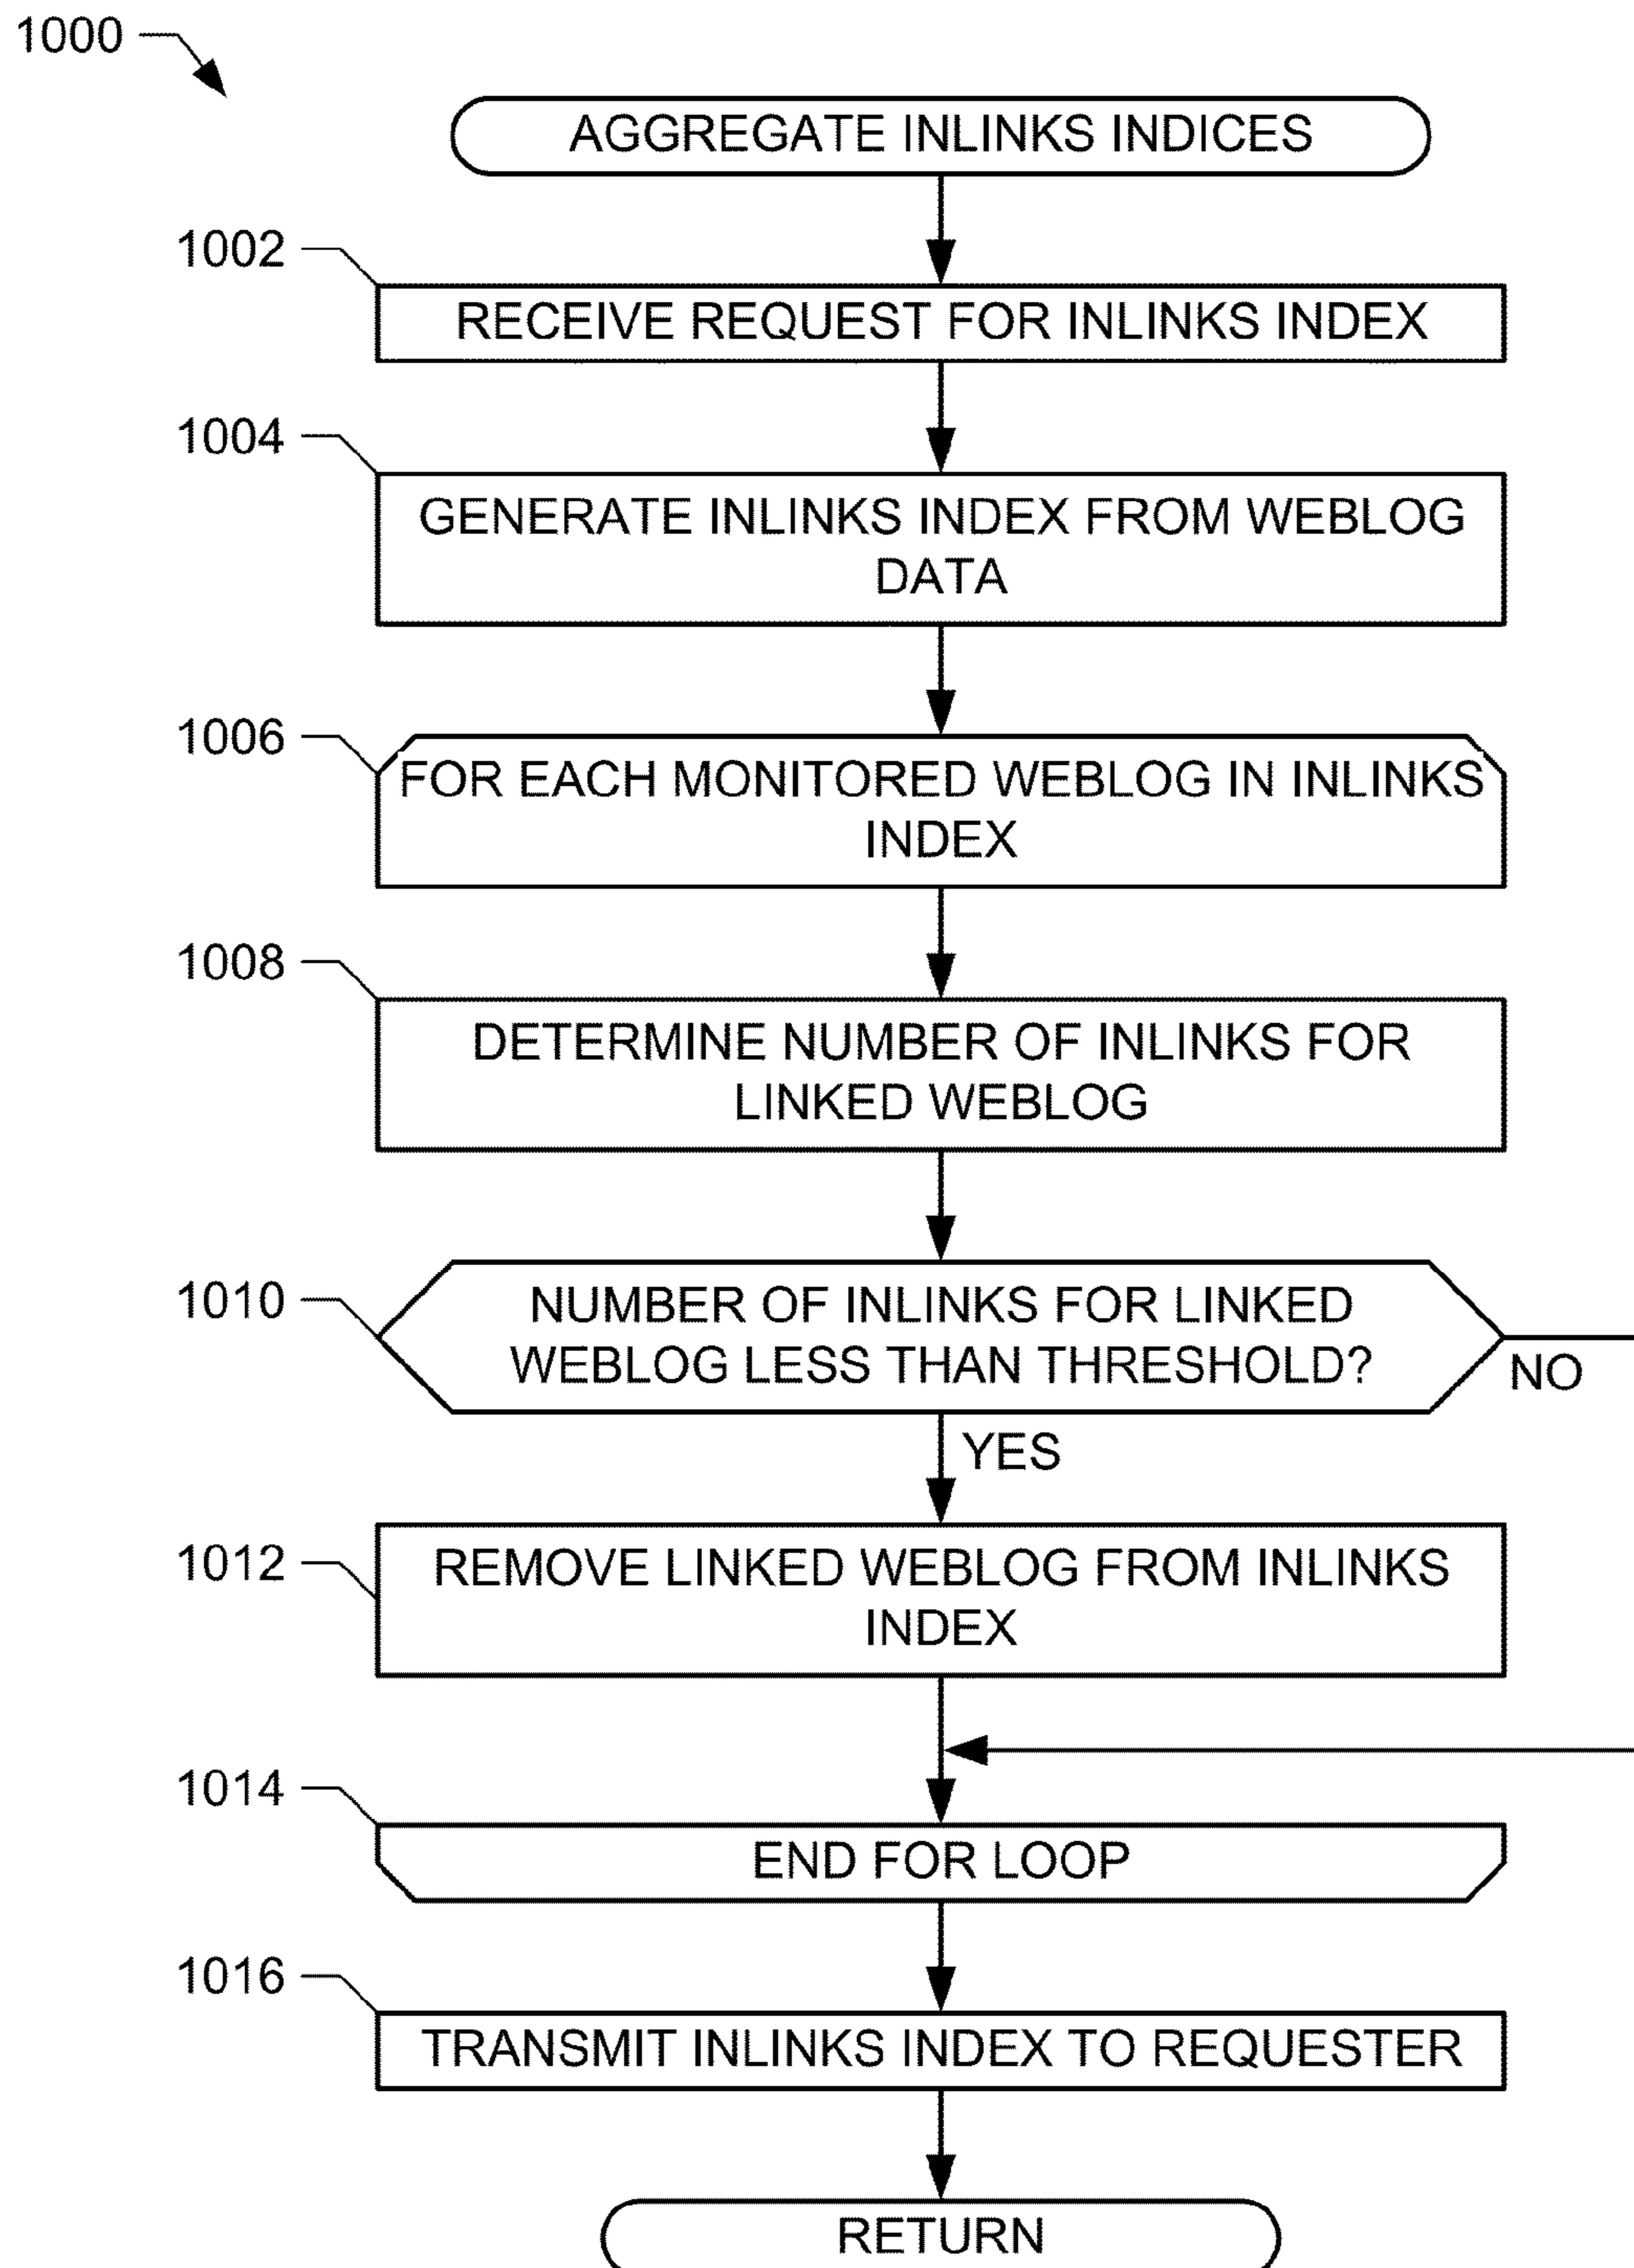 1000
AGGREGATE INLINKS INDICES
1002
RECEIVE REQUEST FOR INLINKS INDEX
1004
GENERATE INLINKS INDEX FROM WEBLOG
DATA
1006
FOR EACH MONITORED WEBLOG IN INLINKS
INDEX
1008
DETERMINE NUMBER OF INLINKS FOR
LINKED WEBLOG
1010
NUMBER OF INLINKS FOR LINKED
WEBLOG LESS THAN THRESHOLD?
NO
YES
1012
REMOVE LINKED WEBLOG FROM INLINKS
INDEX
1014
END FOR LOOP
1016
TRANSMIT INLINKS INDEX TO REQUESTER
RETURN